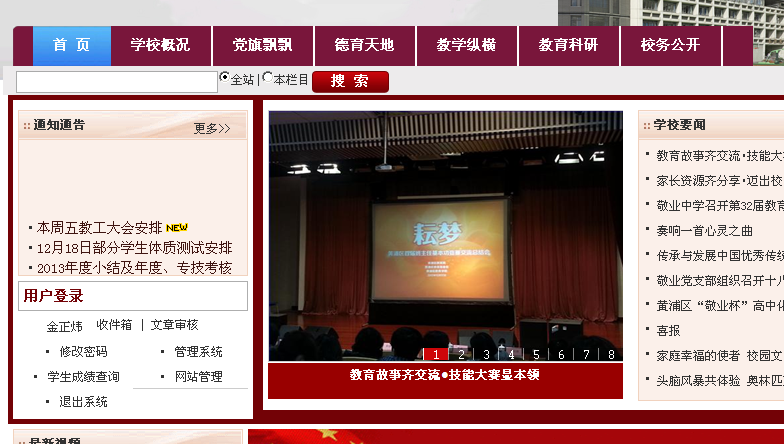 首 页 学校概况 党旗飘飘 德育天地 教学纵横 教育科研 校务公开
全站 | 本栏目 搜 索
通知通告 更多>>
本周五教工大会安排 NEW
12月18日部分学生体质测试安排
2013年度小结及年度、专技考核
用户登录
金正炜 收件箱 | 文章审核
修改密码 管理系统
学生成绩查询 网站管理
退出系统
耘梦
1 2 3 4 5 6 7 8
教育故事齐交流●技能大赛显本领
学校要闻
教育故事齐交流·技能大
家长资源齐分享·迈出校
敬业中学召开第32届教育
奏响一首心灵之曲
传承与发展中国优秀传统
敬业党支部组织召开十八
黄浦区“敬业杯”高中化
喜报
家庭幸福的使者 校园文
头脑风暴共体验 奥林匹
最新视频